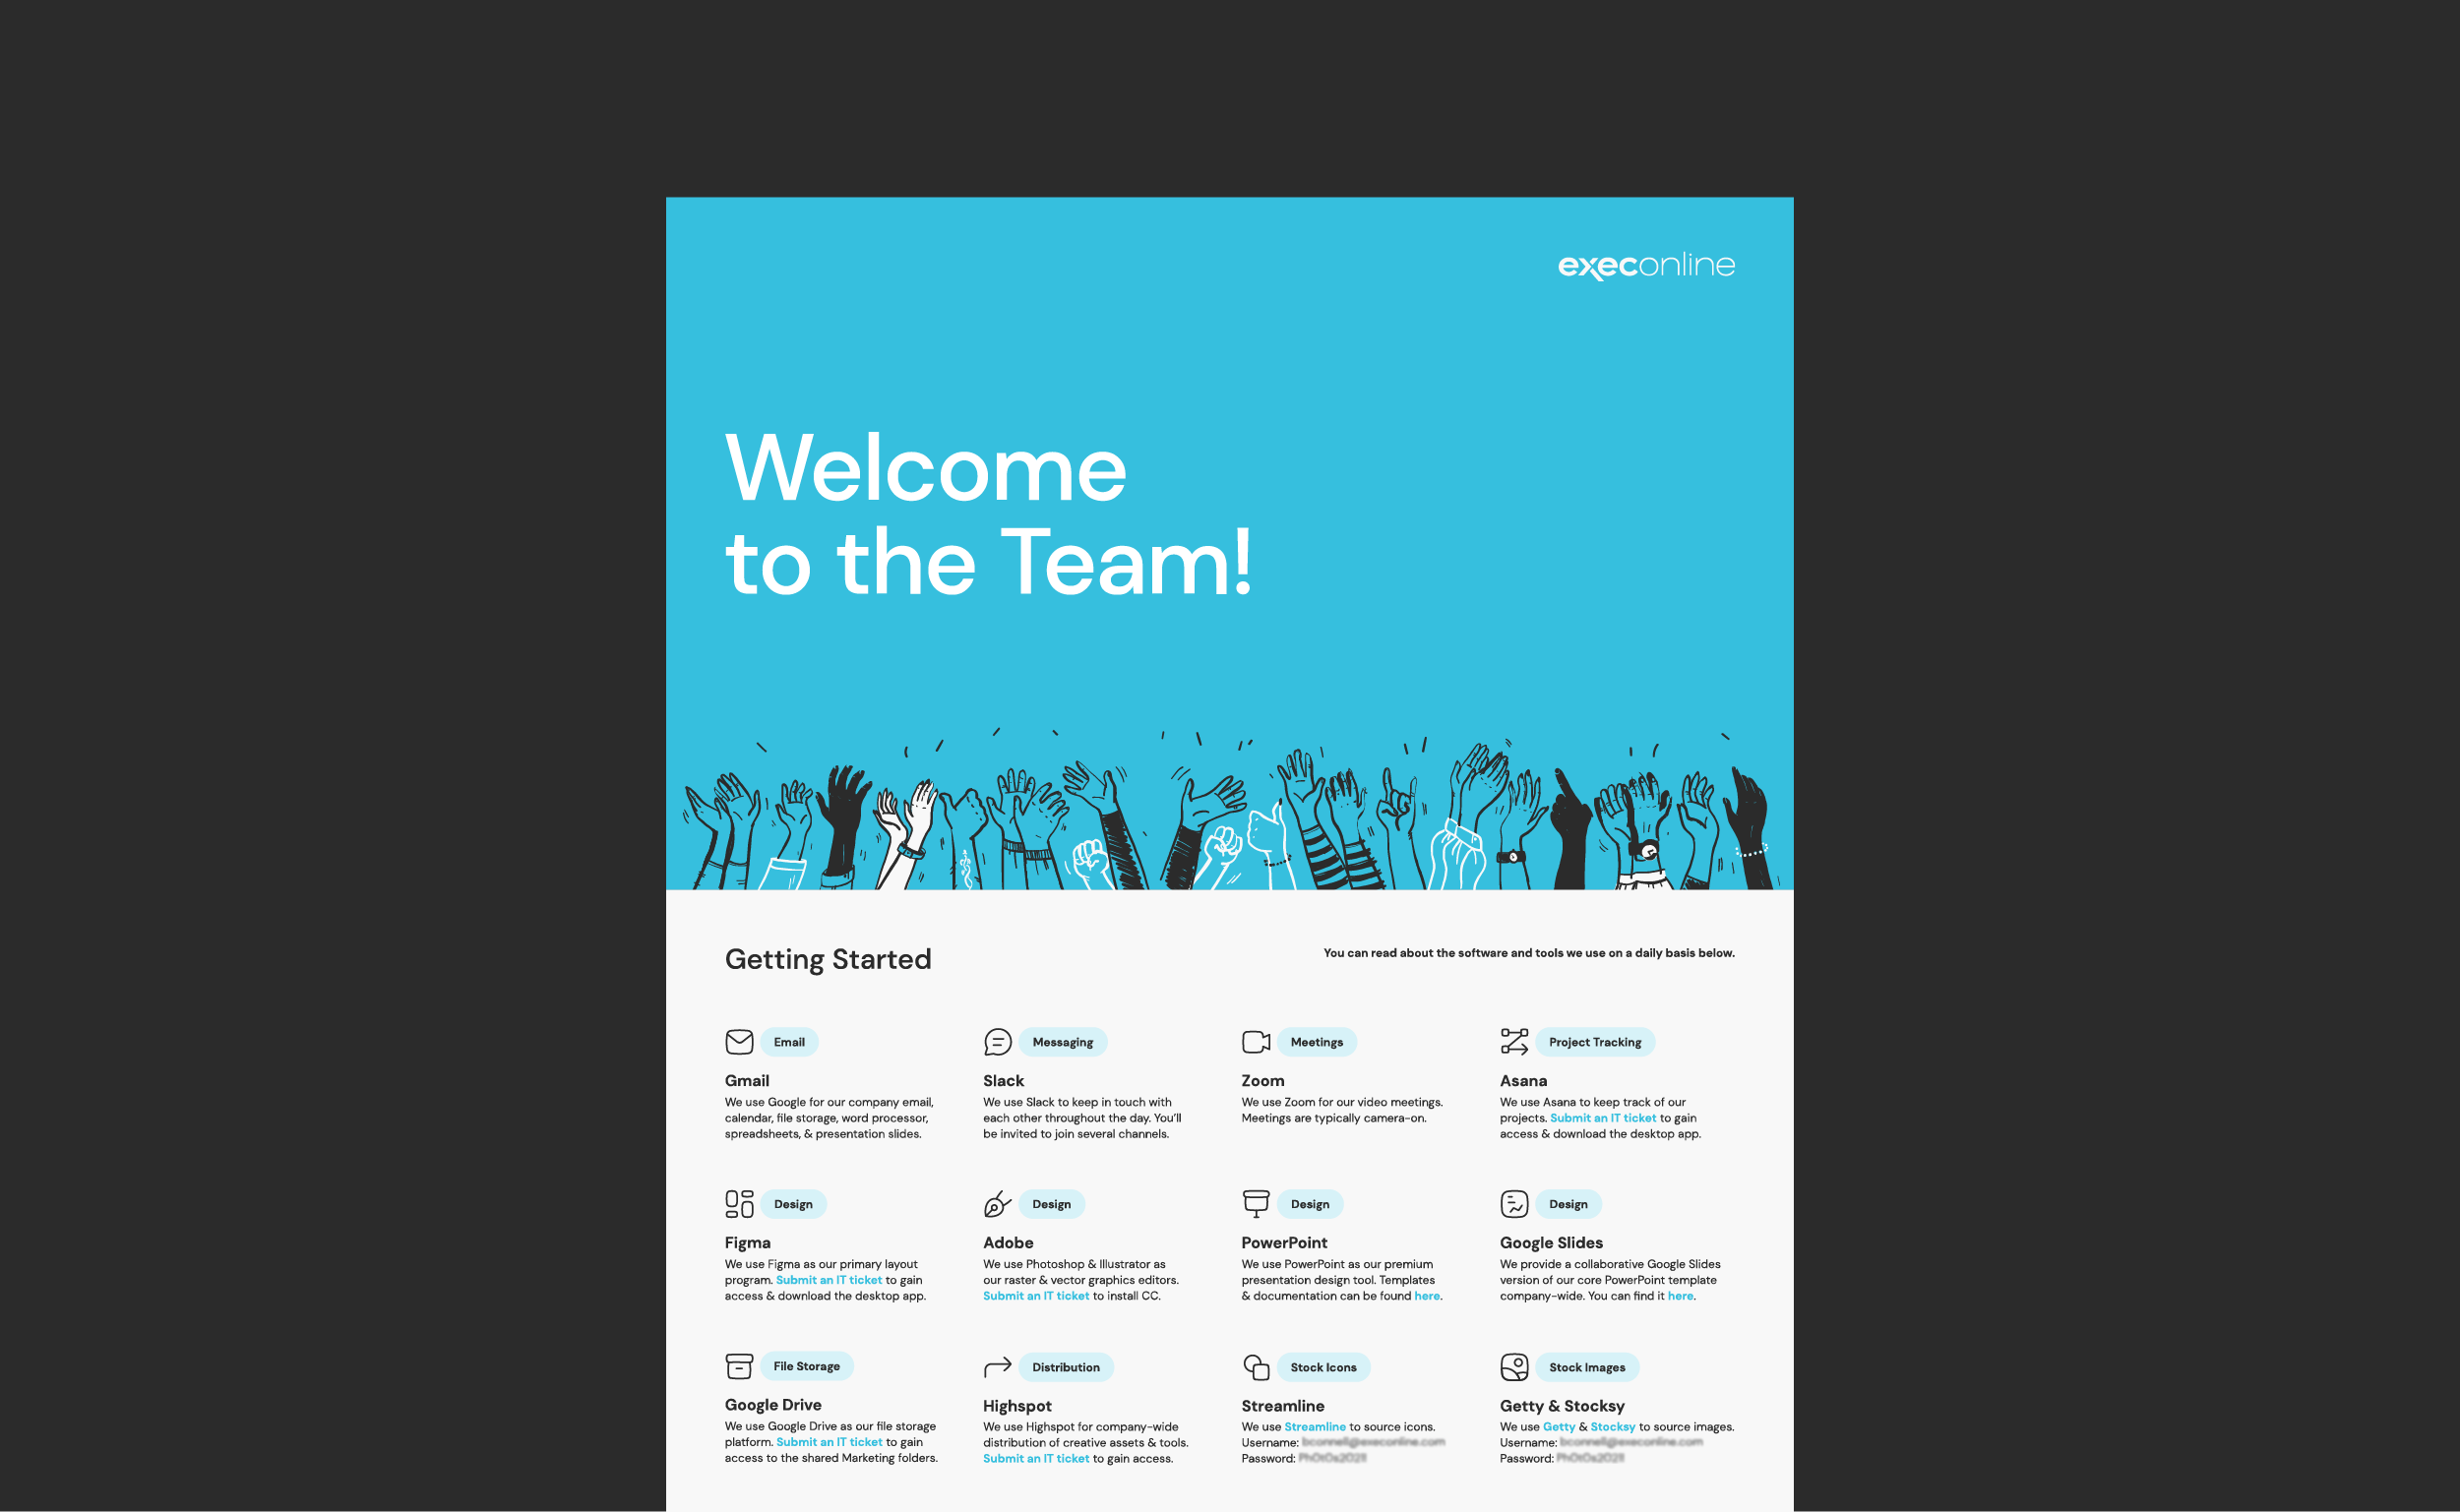 execonline
Welcome
to the Team!
Getting Started
You can read about the software and tools we use on a daily basis below.
Email
Gmail
We use Google for our company email,
calendar, file storage, word processor,
spreadsheets, & presentation slides.
Messaging
Slack
We use Slack to keep in touch with
each other throughout the day. You'll
be invited to join several channels.
Meetings
Zoom
We use Zoom for our video meetings.
Meetings are typically camera-on.
Project Tracking
Asana
We use Asana to keep track of our
projects. Submit an IT ticket to gain
access & download the desktop app.
Design
Figma
We use Figma as our primary layout
program. Submit an IT ticket to gain
access & download the desktop app.
Design
Adobe
We use Photoshop & Illustrator as
our raster & vector graphics editors.
Submit an IT ticket to install CC.
Design
PowerPoint
We use PowerPoint as our premium
presentation design tool. Templates
& documentation can be found here.
Design
Google Slides
We provide a collaborative Google Slides
version of our core PowerPoint template
company-wide. You can find it here.
File Storage
Google Drive
We use Google Drive as our file storage
platform. Submit an IT ticket to gain
access to the shared Marketing folders.
Distribution
Highspot
We use Highspot for company-wide
distribution of creative assets & tools.
Submit an IT ticket to gain access.
Stock Icons
Streamline
We use Streamline to source icons.
Username:
Password:
Stock Images
Getty & Stocksy
We use Getty & Stocksy to source images.
Username:
Password: